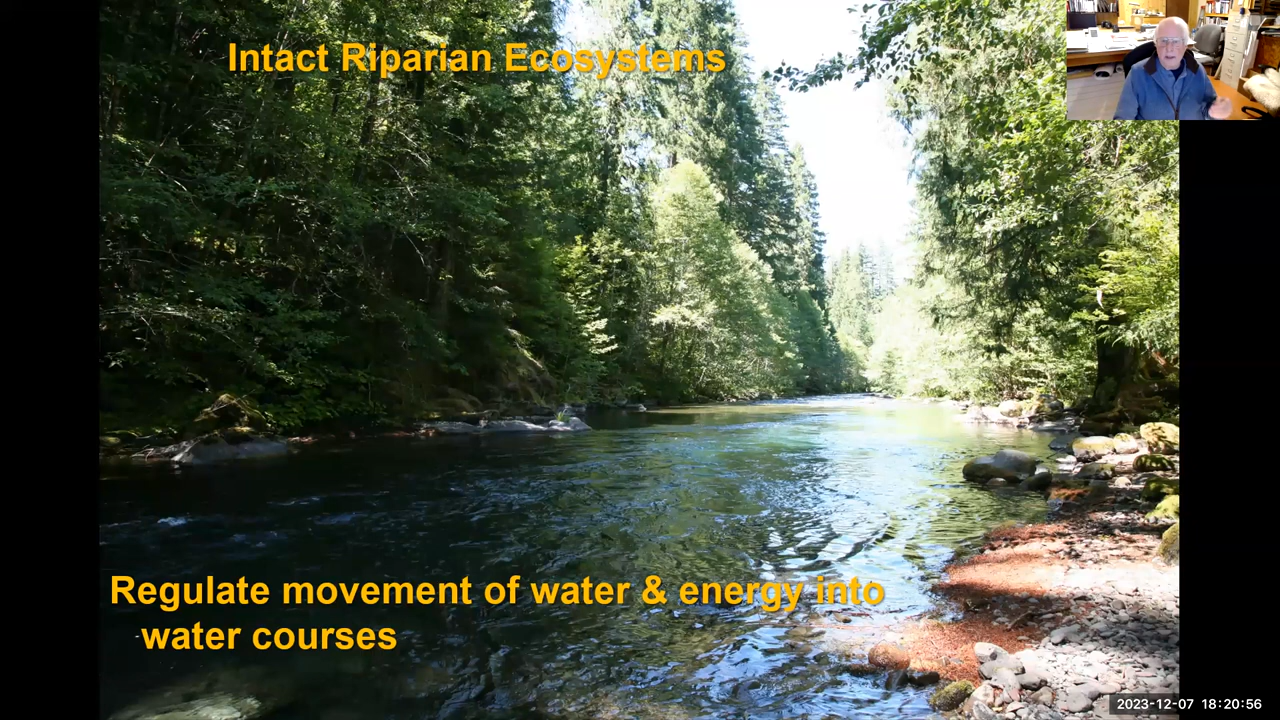 Intact Riparian Ecosystems
Regulate movement of water & energy into
water courses
2023-12-07 18:20:56